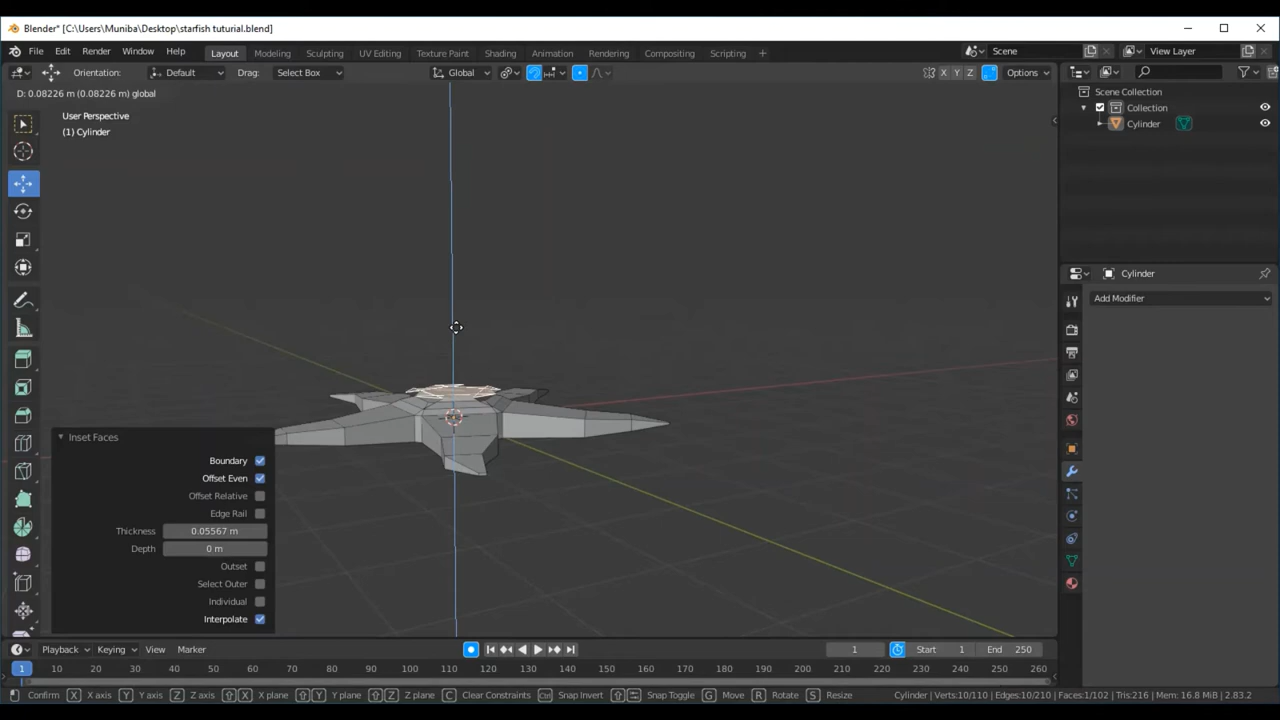 Blender* [C:\Users\Muniba\Desktop\starfish tuturial.blend]
File Edit Render Window Help Layout Modeling Sculpting UV Editing Texture Paint Shading Animation Rendering Compositing Scripting Scene View Layer
Orientation: Default Drag: Select Box Global X Y Z Options
D: 0.08226 m (0.08226 m) global
User Perspective
(1) Cylinder
Scene Collection
Collection
Cylinder
Cylinder
Add Modifier
Inset Faces
Boundary
Offset Even
Offset Relative
Edge Rail
Thickness 0.05567 m
Depth 0 m
Outset
Select Outer
Individual
Interpolate
Playback Keying View Marker 1 Start 1 End 250
1 10 20 30 40 50 60 70 80 90 100 110 120 130 140 150 160 170 180 190 200 210 220 230 240 250 260
Confirm X X axis Y Y axis Z Z axis X X plane Y Y plane Z Z plane C Clear Constraints Ctrl Snap Invert Snap Toggle G Move R Rotate S Resize Cylinder | Verts:10/110 | Edges:10/210 | Faces:1/102 | Tris:216 | Mem: 16.8 MiB | 2.83.2